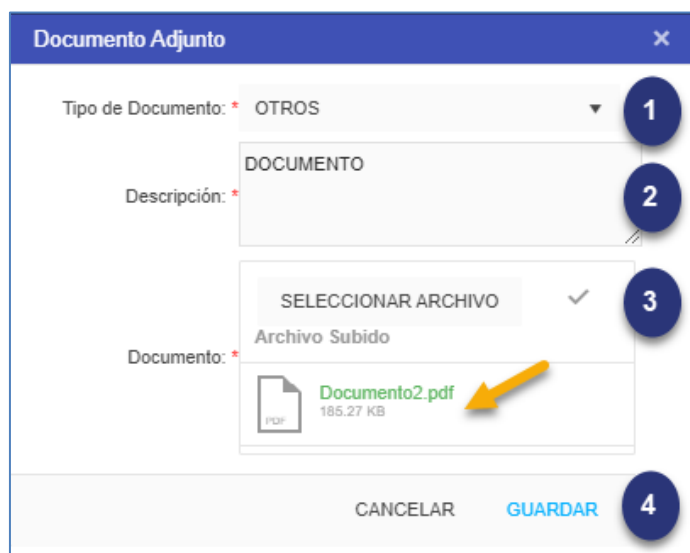 Documento Adjunto ×
Tipo de Documento: * OTROS 1
DOCUMENTO
Descripción: * 2
SELECCIONAR ARCHIVO 3
Archivo Subido
Documento: *
Documento2.pdf
185.27 KB
PDF
CANCELAR GUARDAR 4